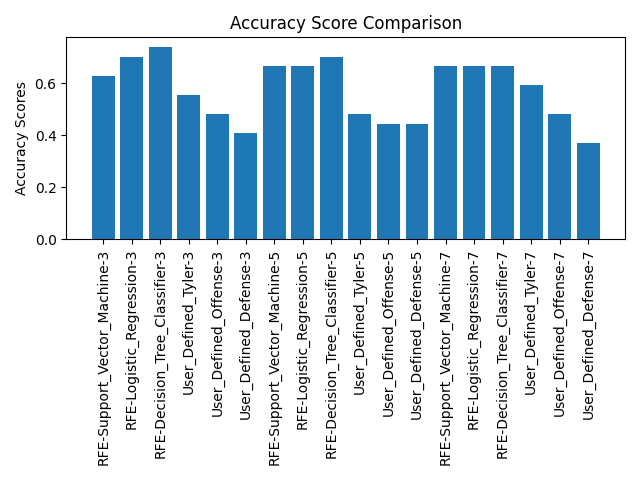 Accuracy Score Comparison
Accuracy Scores
0.6
0.4
0.2
0.0
RFE-Support_Vector_Machine-3
RFE-Logistic_Regression-3
RFE-Decision_Tree_Classifier-3
User_Defined_Tyler-3
User_Defined_Offense-3
User_Defined_Defense-3
RFE-Support_Vector_Machine-5
RFE-Logistic_Regression-5
RFE-Decision_Tree_Classifier-5
User_Defined_Tyler-5
User_Defined_Offense-5
User_Defined_Defense-5
RFE-Support_Vector_Machine-7
RFE-Logistic_Regression-7
RFE-Decision_Tree_Classifier-7
User_Defined_Tyler-7
User_Defined_Offense-7
User_Defined_Defense-7